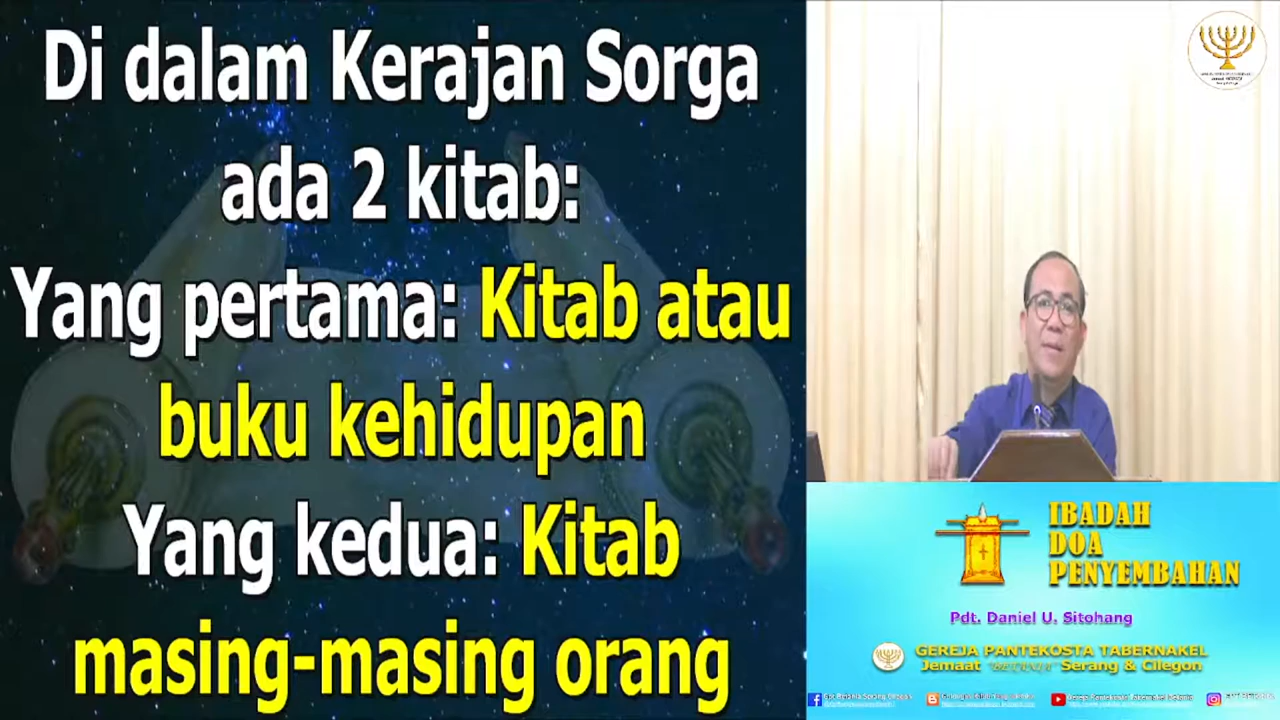 Di dalam Kerajan Sorga
ada 2 kitab:
Yang pertama: Kitab atau
buku kehidupan
Yang kedua: Kitab
masing-masing orang
IBADAH
DOA
PENYEMBAHAN
Pdt. Daniel U. Sitohang
GEREJA PANTEKOSTA TABERNAKEL
Jemaat Serang & Cilegon